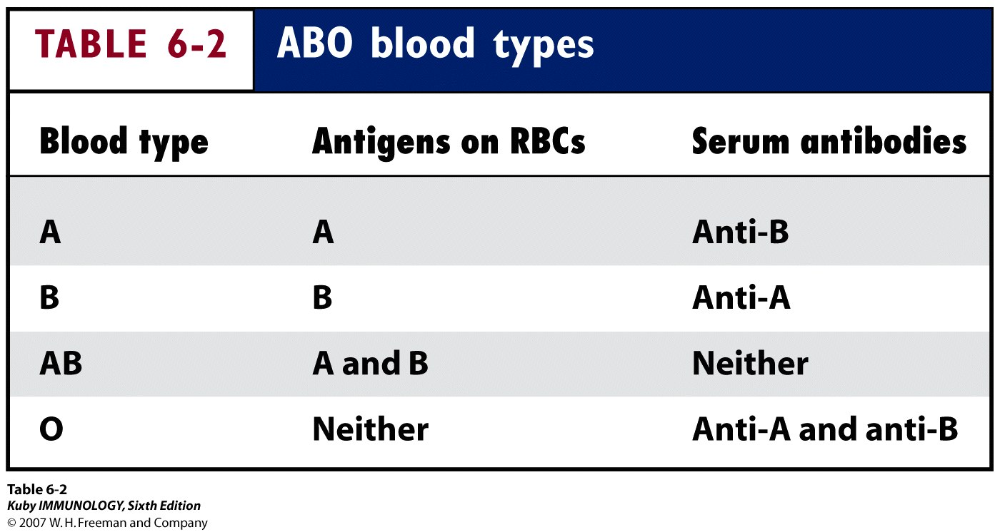 TABLE 6-2 ABO blood types
Blood type Antigens on RBCs Serum antibodies
A A Anti-B
B B Anti-A
AB A and B Neither
O Neither Anti-A and anti-B
Table 6-2
Kuby IMMUNOLOGY, Sixth Edition
© 2007 W. H. Freeman and Company